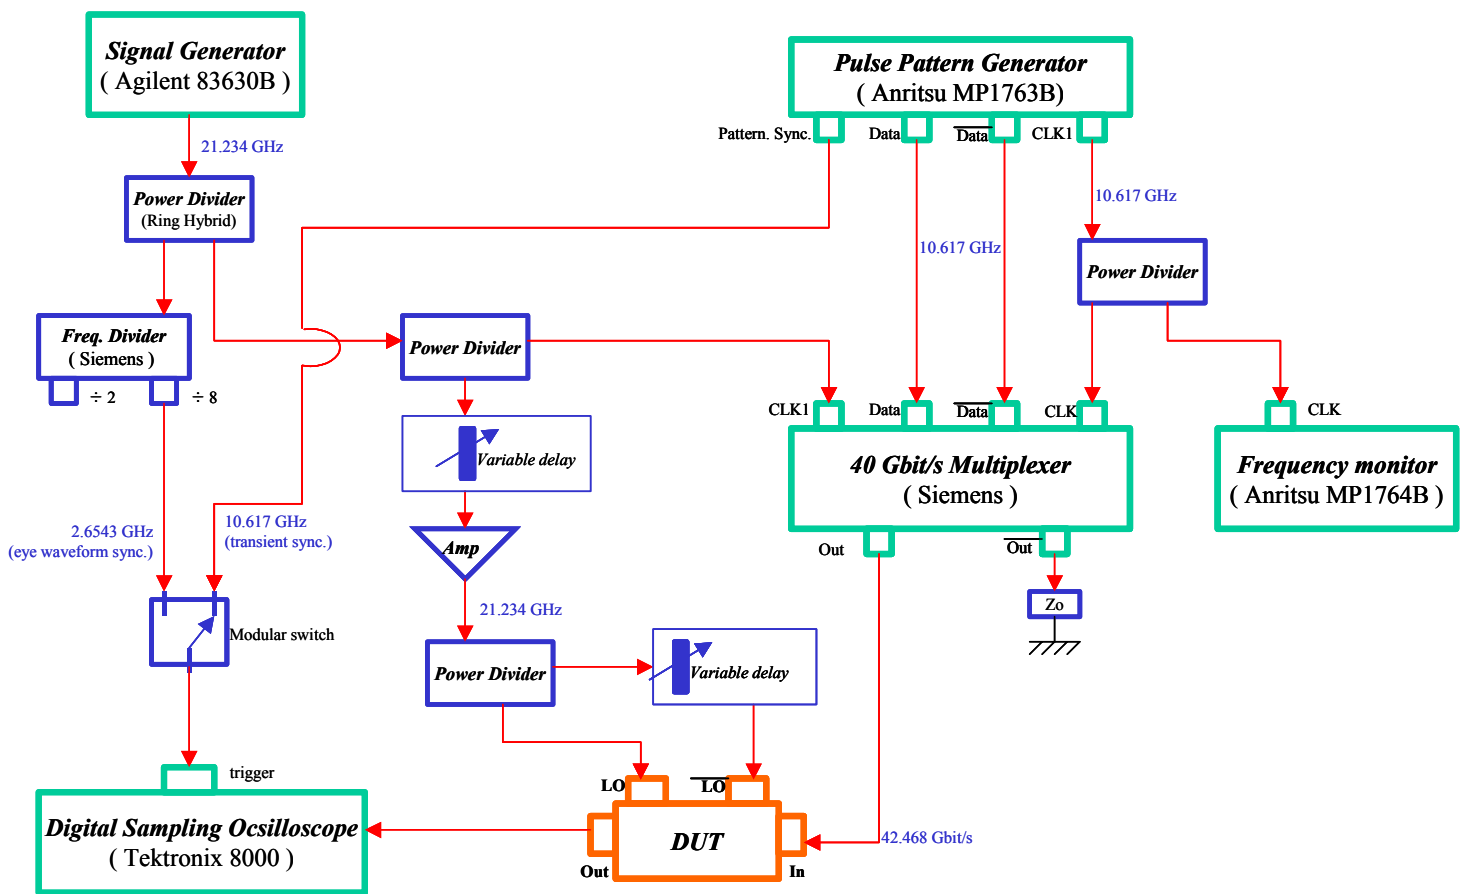 Signal Generator
( Agilent 83630B )
21.234 GHz
Power Divider
(Ring Hybrid)
Freq. Divider
( Siemens )
÷ 2
÷ 8
2.6543 GHz
(eye waveform sync.)
10.617 GHz
(transient sync.)
Modular switch
trigger
Digital Sampling Ocsilloscope
( Tektronix 8000 )
Power Divider
Variable delay
Amp
21.234 GHz
Power Divider
Variable delay
LO
LO
DUT
Out
In
42.468 Gbit/s
Pulse Pattern Generator
( Anritsu MP1763B)
Pattern. Sync.
Data
Data
CLK1
10.617 GHz
10.617 GHz
Power Divider
CLK1
Data
Data
CLK
40 Gbit/s Multiplexer
( Siemens )
Out
Out
Zo
CLK
Frequency monitor
( Anritsu MP1764B )